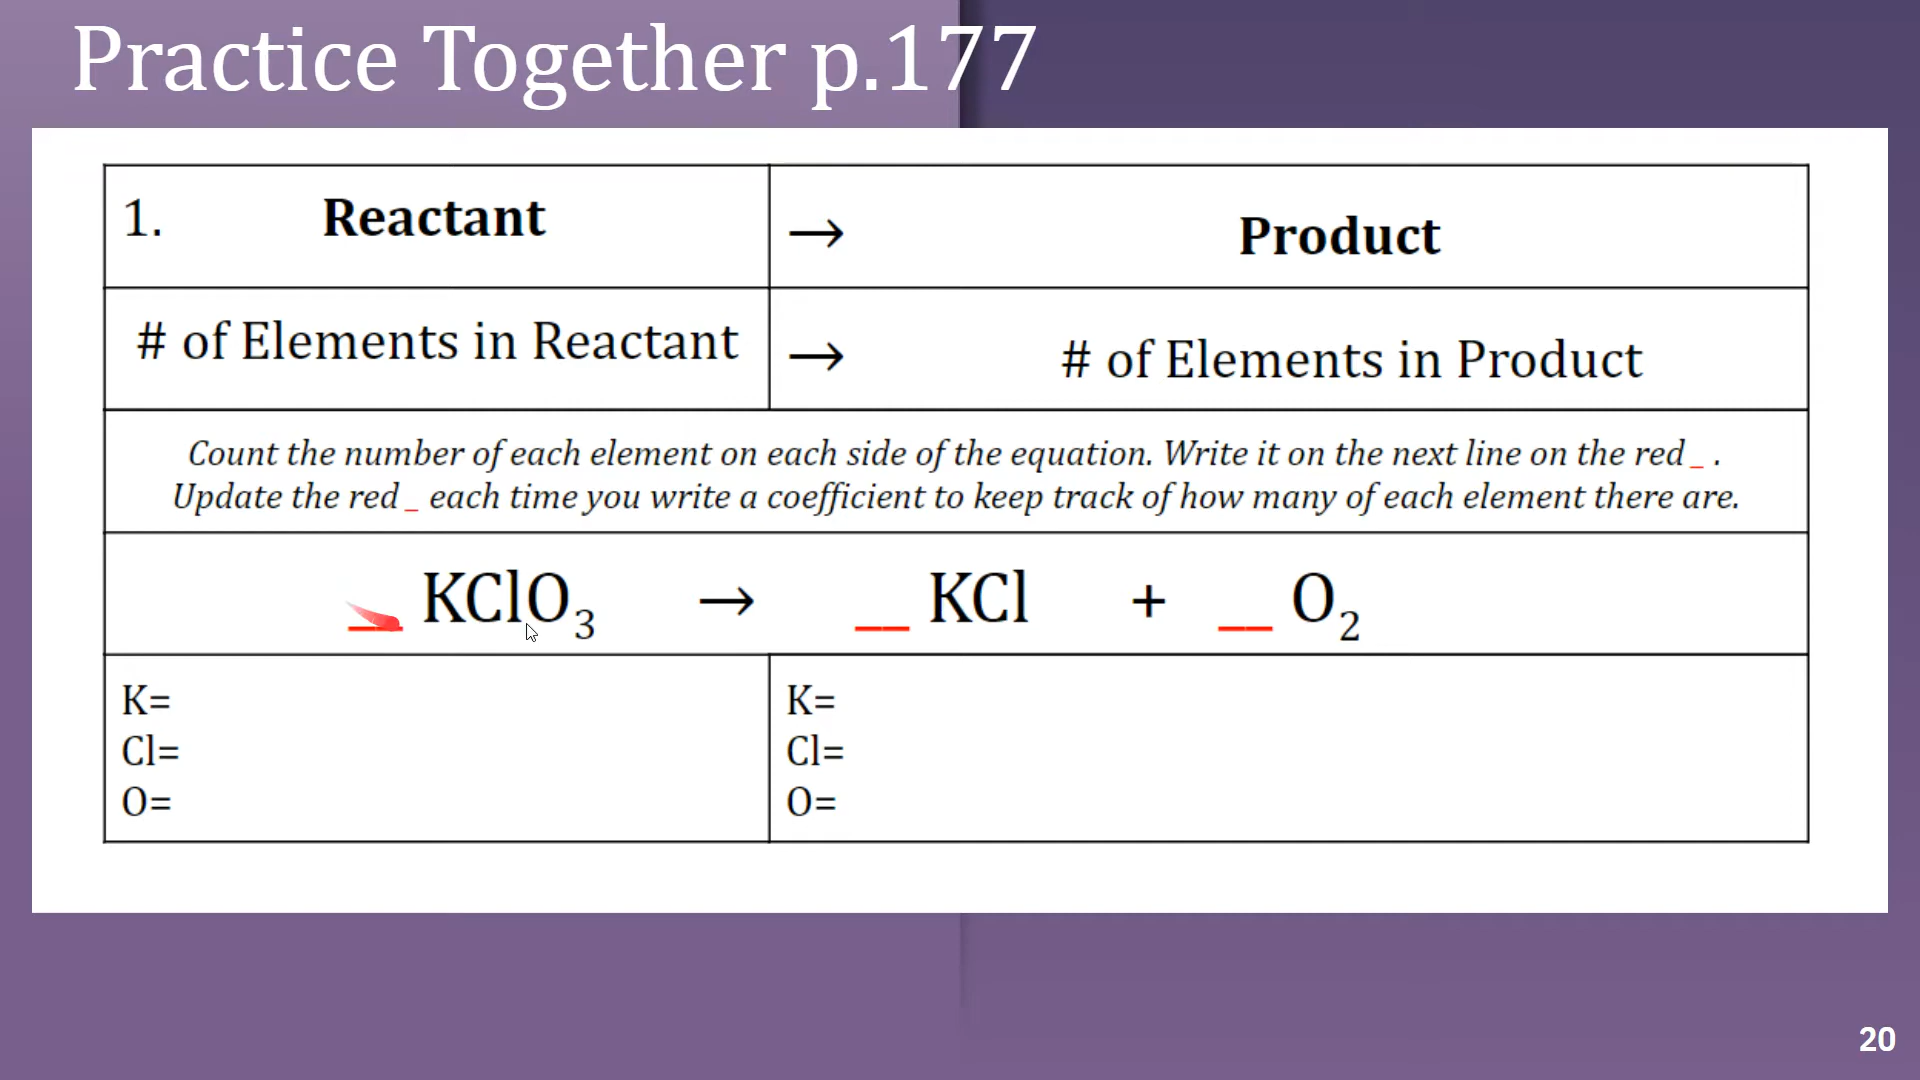 Practice Together p.177
1. Reactant → Product
# of Elements in Reactant → # of Elements in Product
Count the number of each element on each side of the equation. Write it on the next line on the red _ .
Update the red _ each time you write a coefficient to keep track of how many of each element there are.
__ KClO₃ → __ KCl + __ O₂
K= K=
Cl= Cl=
O= O=
20